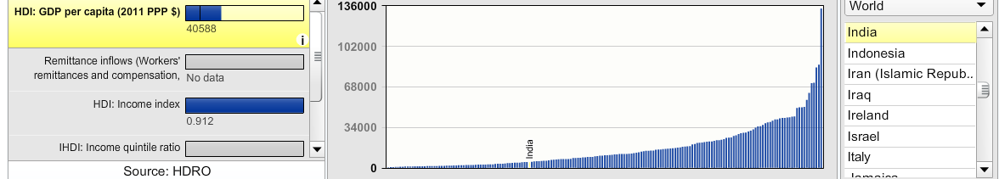 HDI: GDP per capita (2011 PPP $)
40588
i
Remittance inflows (Workers'
remittances and compensation,
No data
HDI: Income index
0.912
IHDI: Income quintile ratio
Source: HDRO
136000
102000
68000
34000
0
India
World
India
Indonesia
Iran (Islamic Repub..
Iraq
Ireland
Israel
Italy
Jamaica